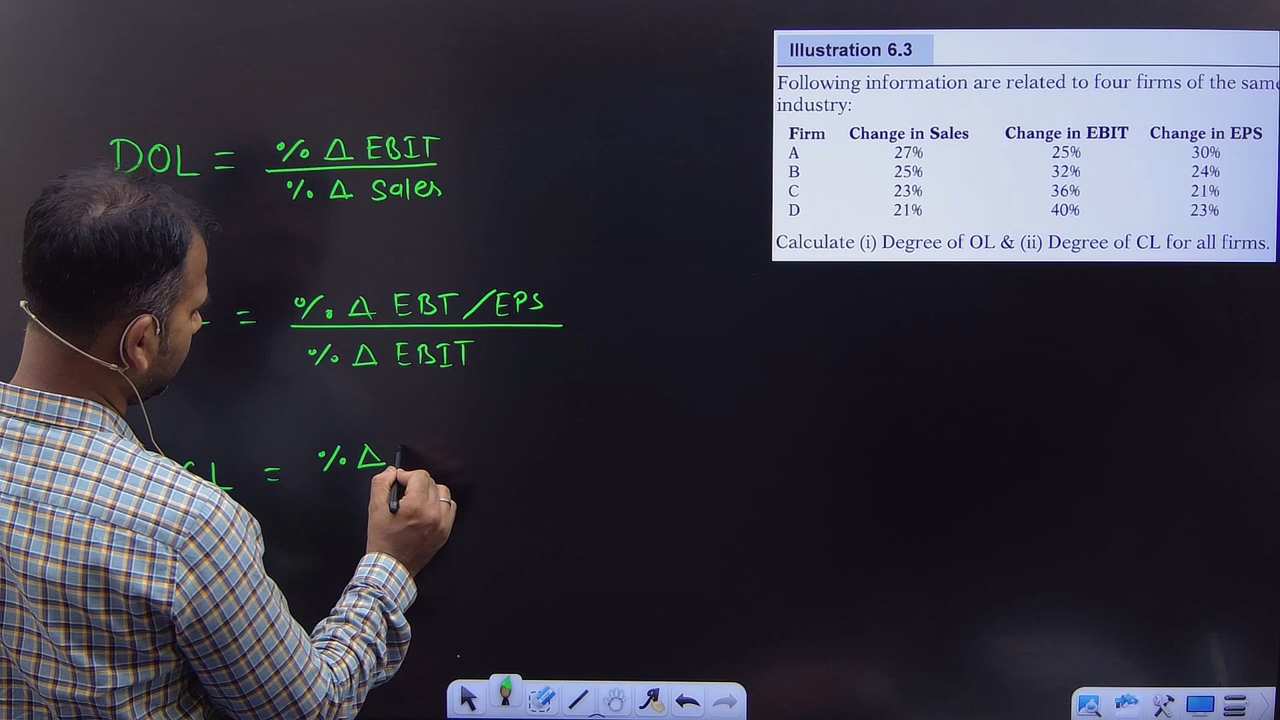 DOL = % Δ EBIT
% Δ Sales
= % Δ EBT/EPS
% Δ EBIT
CL = % Δ
Illustration 6.3
Following information are related to four firms of the same
industry:
Firm Change in Sales Change in EBIT Change in EPS
A 27% 25% 30%
B 25% 32% 24%
C 23% 36% 21%
D 21% 40% 23%
Calculate (i) Degree of OL & (ii) Degree of CL for all firms.